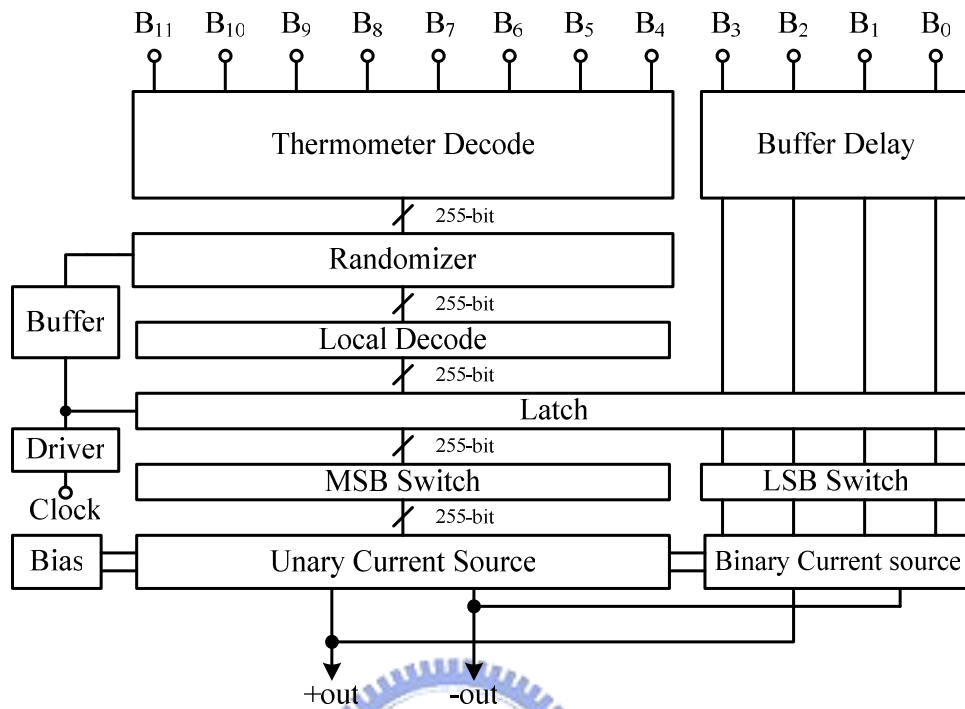 B11 B10 B9 B8 B7 B6 B5 B4 B3 B2 B1 B0
Thermometer Decode
Buffer Delay
255-bit
Randomizer
255-bit
Buffer
Local Decode
255-bit
Latch
Driver
255-bit
MSB Switch
LSB Switch
Clock
255-bit
Bias
Unary Current Source
Binary Current source
+out
-out